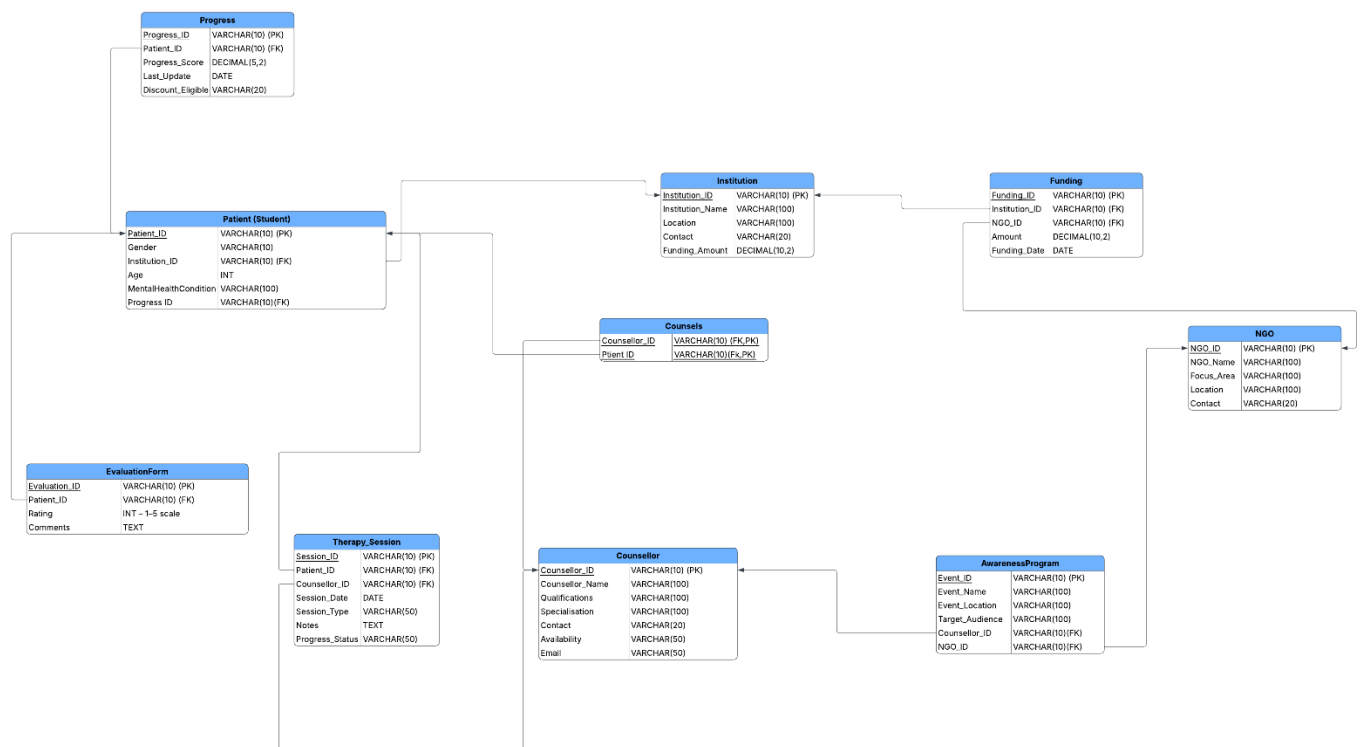 Progress
Progress_ID VARCHAR(10) (PK)
Patient_ID VARCHAR(10) (FK)
Progress_Score DECIMAL(5,2)
Last_Update DATE
Discount_Eligible VARCHAR(20)
Institution
Institution_ID VARCHAR(10) (PK)
Institution_Name VARCHAR(100)
Location VARCHAR(100)
Contact VARCHAR(20)
Funding_Amount DECIMAL(10,2)
Funding
Funding_ID VARCHAR(10) (PK)
Institution_ID VARCHAR(10) (FK)
NGO_ID VARCHAR(10) (FK)
Amount DECIMAL(10,2)
Funding_Date DATE
Patient (Student)
Patient_ID VARCHAR(10) (PK)
Gender VARCHAR(10)
Institution_ID VARCHAR(10) (FK)
Age INT
MentalHealthCondition VARCHAR(100)
Progress ID VARCHAR(10)(FK)
Counsels
Counsellor_ID VARCHAR(10) (FK,PK)
Ptient ID VARCHAR(10)(Fk,PK)
NGO
NGO_ID VARCHAR(10) (PK)
NGO_Name VARCHAR(100)
Focus_Area VARCHAR(100)
Location VARCHAR(100)
Contact VARCHAR(20)
EvaluationForm
Evaluation_ID VARCHAR(10) (PK)
Patient_ID VARCHAR(10) (FK)
Rating INT – 1–5 scale
Comments TEXT
Therapy_Session
Session_ID VARCHAR(10) (PK)
Patient_ID VARCHAR(10) (FK)
Counsellor_ID VARCHAR(10) (FK)
Session_Date DATE
Session_Type VARCHAR(50)
Notes TEXT
Progress_Status VARCHAR(50)
Counsellor
Counsellor_ID VARCHAR(10) (PK)
Counsellor_Name VARCHAR(100)
Qualifications VARCHAR(100)
Specialisation VARCHAR(100)
Contact VARCHAR(20)
Availability VARCHAR(50)
Email VARCHAR(50)
AwarenessProgram
Event_ID VARCHAR(10) (PK)
Event_Name VARCHAR(100)
Event_Location VARCHAR(100)
Target_Audience VARCHAR(100)
Counsellor_ID VARCHAR(10)(FK)
NGO_ID VARCHAR(10)(FK)